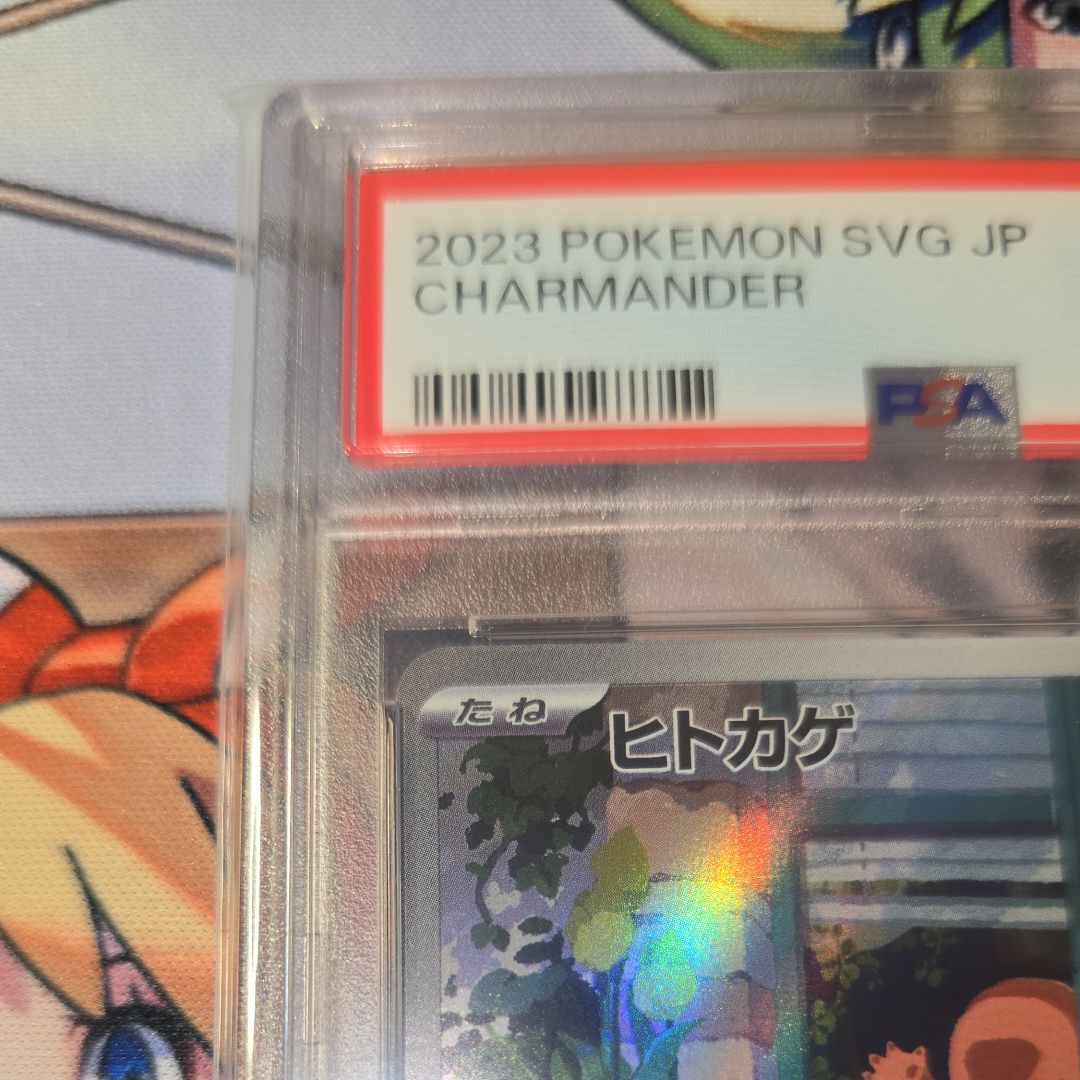 2023 POKEMON SVG JP
CHARMANDER
PSA
たね
ヒトカゲ